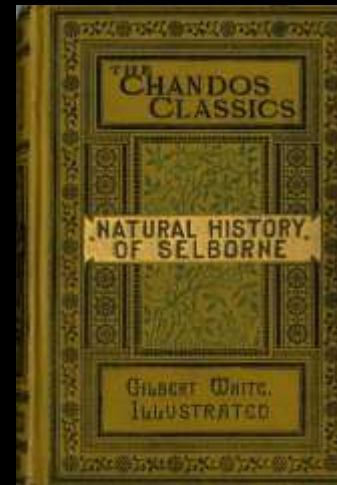 THE
CHANDOS
CLASSICS
NATURAL HISTORY
OF SELBORNE
GILBERT WHITE.
ILLUSTRATED